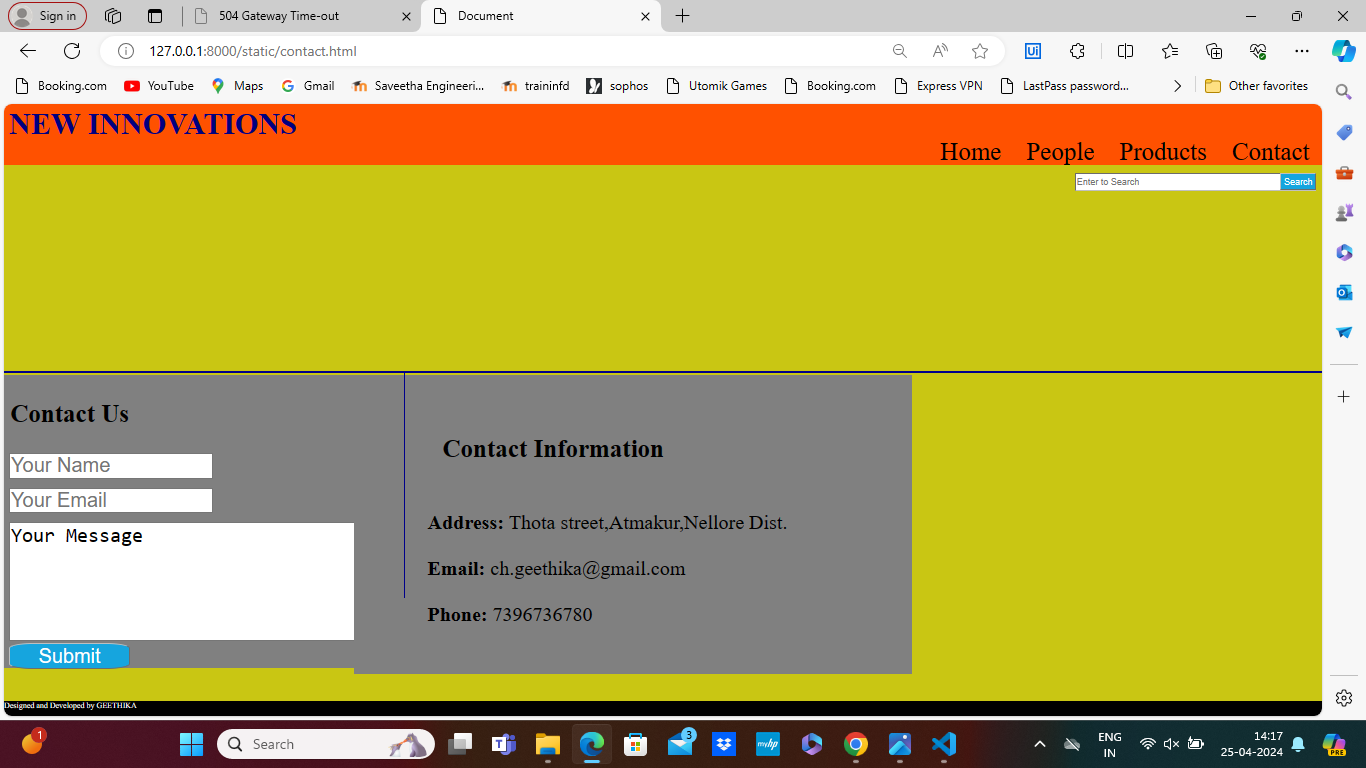 Sign in
504 Gateway Time-out
Document
127.0.0.1:8000/static/contact.html
Booking.com
YouTube
Maps
Gmail
Saveetha Engineeri...
traininfd
sophos
Utomik Games
Booking.com
Express VPN
LastPass password...
Other favorites
NEW INNOVATIONS
Home People Products Contact
Enter to Search Search
Contact Us
Your Name
Your Email
Your Message
Submit
Contact Information
Address: Thota street,Atmakur,Nellore Dist.
Email: ch.geethika@gmail.com
Phone: 7396736780
Designed and Developed by GEETHIKA
1
Search
3
ENG
IN
14:17
25-04-2024
PRE